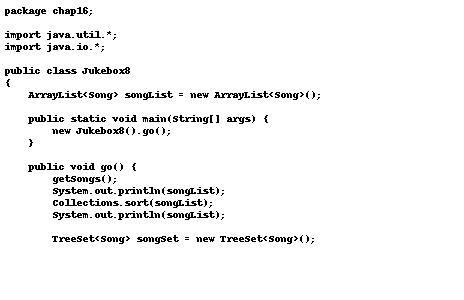 package chap16;
import java.util.*;
import java.io.*;
public class Jukebox8
{
ArrayList<Song> songList = new ArrayList<Song>();
public static void main(String[] args) {
new Jukebox8().go();
}
public void go() {
getSongs();
System.out.println(songList);
Collections.sort(songList);
System.out.println(songList);
TreeSet<Song> songSet = new TreeSet<Song>();